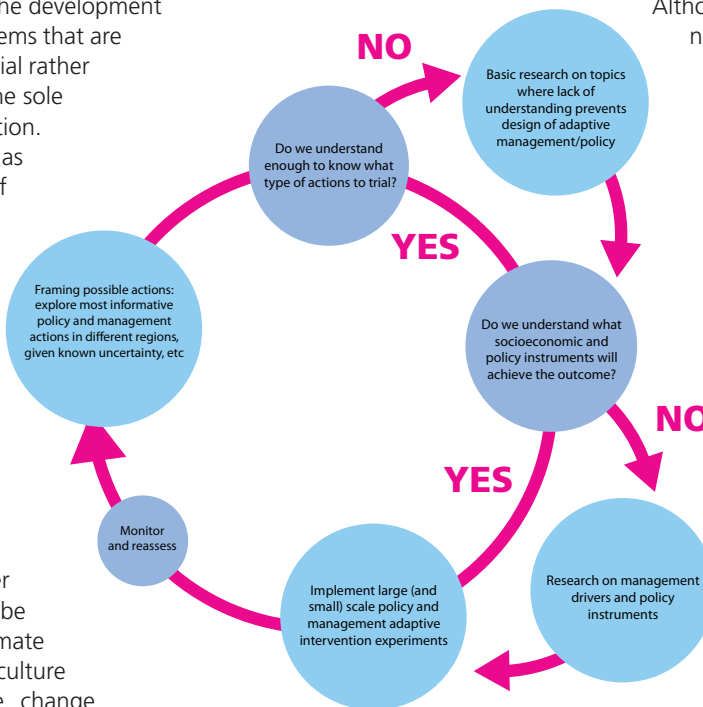 he development
ems that are
ial rather
he sole
tion.
as
f
Altho
n
NO
Basic research on topics
where lack of
understanding prevents
design of adaptive
management/policy
Do we understand
enough to know what
type of actions to trial?
YES
Framing possible actions:
explore most informative
policy and management
actions in different regions,
given known uncertainty, etc
Do we understand what
socioeconomic and
policy instruments will
achieve the outcome?
NO
YES
Monitor
and reassess
Implement large (and
small) scale policy and
management adaptive
intervention experiments
Research on management
drivers and policy
instruments
er
be
mate
culture
e change